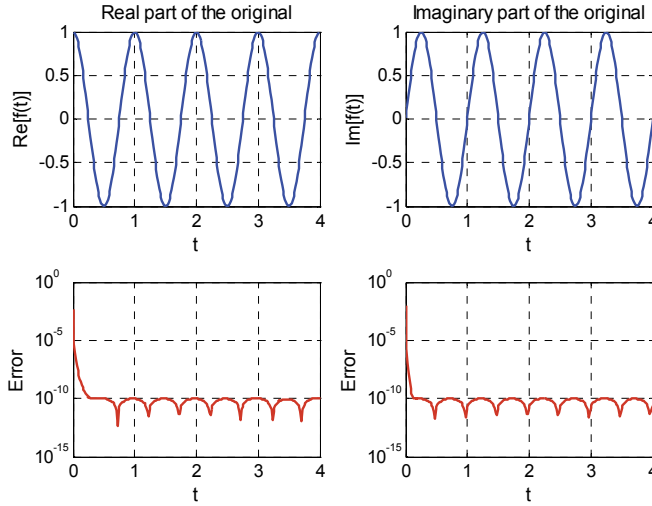 Real part of the original
Imaginary part of the original
1
0.5
0
-0.5
-1
Re[f(t)]
0 1 2 3 4
t
1
0.5
0
-0.5
-1
Im[f(t)]
0 1 2 3 4
t
10^0
10^-5
10^-10
10^-15
Error
0 1 2 3 4
t
10^0
10^-5
10^-10
10^-15
Error
0 1 2 3 4
t